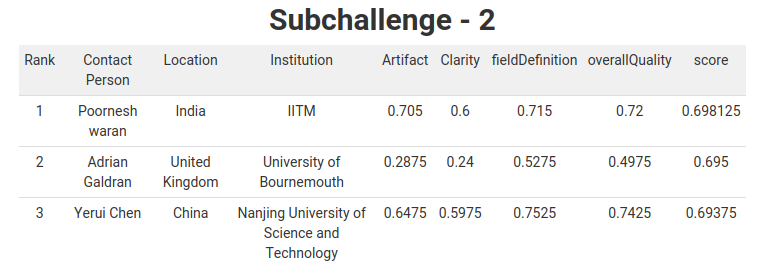 Subchallenge - 2
Rank Contact Person Location Institution Artifact Clarity fieldDefinition overallQuality score
1 Poornesh waran India IITM 0.705 0.6 0.715 0.72 0.698125
2 Adrian Galdran United Kingdom University of Bournemouth 0.2875 0.24 0.5275 0.4975 0.695
3 Yerui Chen China Nanjing University of Science and Technology 0.6475 0.5975 0.7525 0.7425 0.69375